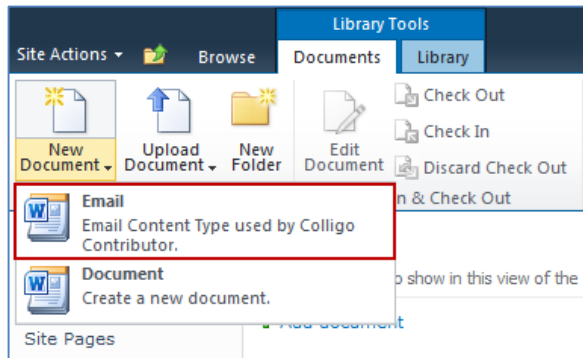 Library Tools
Site Actions Browse Documents Library
New Document
Upload Document
New Folder
Edit Document
Check Out
Check In
Discard Check Out
n & Check Out
Email
Email Content Type used by Colligo
Contributor.
Document
Create a new document.
o show in this view of the
Add document
Site Pages